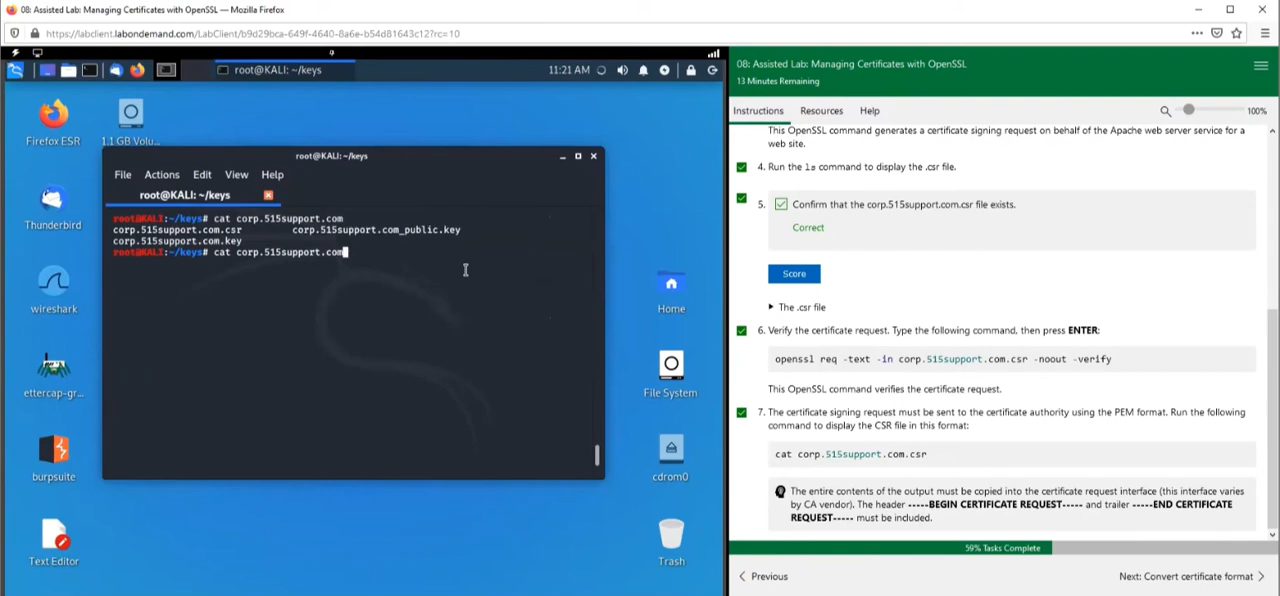 08: Assisted Lab: Managing Certificates with OpenSSL — Mozilla Firefox
https://labclient.labondemand.com/LabClient/b9d29bca-649f-4640-8a6e-b54d81643c12?rc=10
root@KALI: ~/keys
11:21 AM
Firefox ESR
1.1 GB Volu...
Thunderbird
wireshark
ettercap-gr...
burpsuite
Text Editor
root@KALI: ~/keys
File Actions Edit View Help
root@KALI: ~/keys
root@KALI:~/keys# cat corp.515support.com
corp.515support.com.csr corp.515support.com_public.key
corp.515support.com.key
root@KALI:~/keys# cat corp.515support.com
Home
File System
cdrom0
Trash
08: Assisted Lab: Managing Certificates with OpenSSL
13 Minutes Remaining
Instructions Resources Help
100%
This OpenSSL command generates a certificate signing request on behalf of the Apache web server service for a
web site.
4. Run the ls command to display the .csr file.
5. Confirm that the corp.515support.com.csr file exists.
Correct
Score
The .csr file
6. Verify the certificate request. Type the following command, then press ENTER:
openssl req -text -in corp.515support.com.csr -noout -verify
This OpenSSL command verifies the certificate request.
7. The certificate signing request must be sent to the certificate authority using the PEM format. Run the following
command to display the CSR file in this format:
cat corp.515support.com.csr
The entire contents of the output must be copied into the certificate request interface (this interface varies
by CA vendor). The header -----BEGIN CERTIFICATE REQUEST----- and trailer -----END CERTIFICATE
REQUEST----- must be included.
59% Tasks Complete
Previous
Next: Convert certificate format